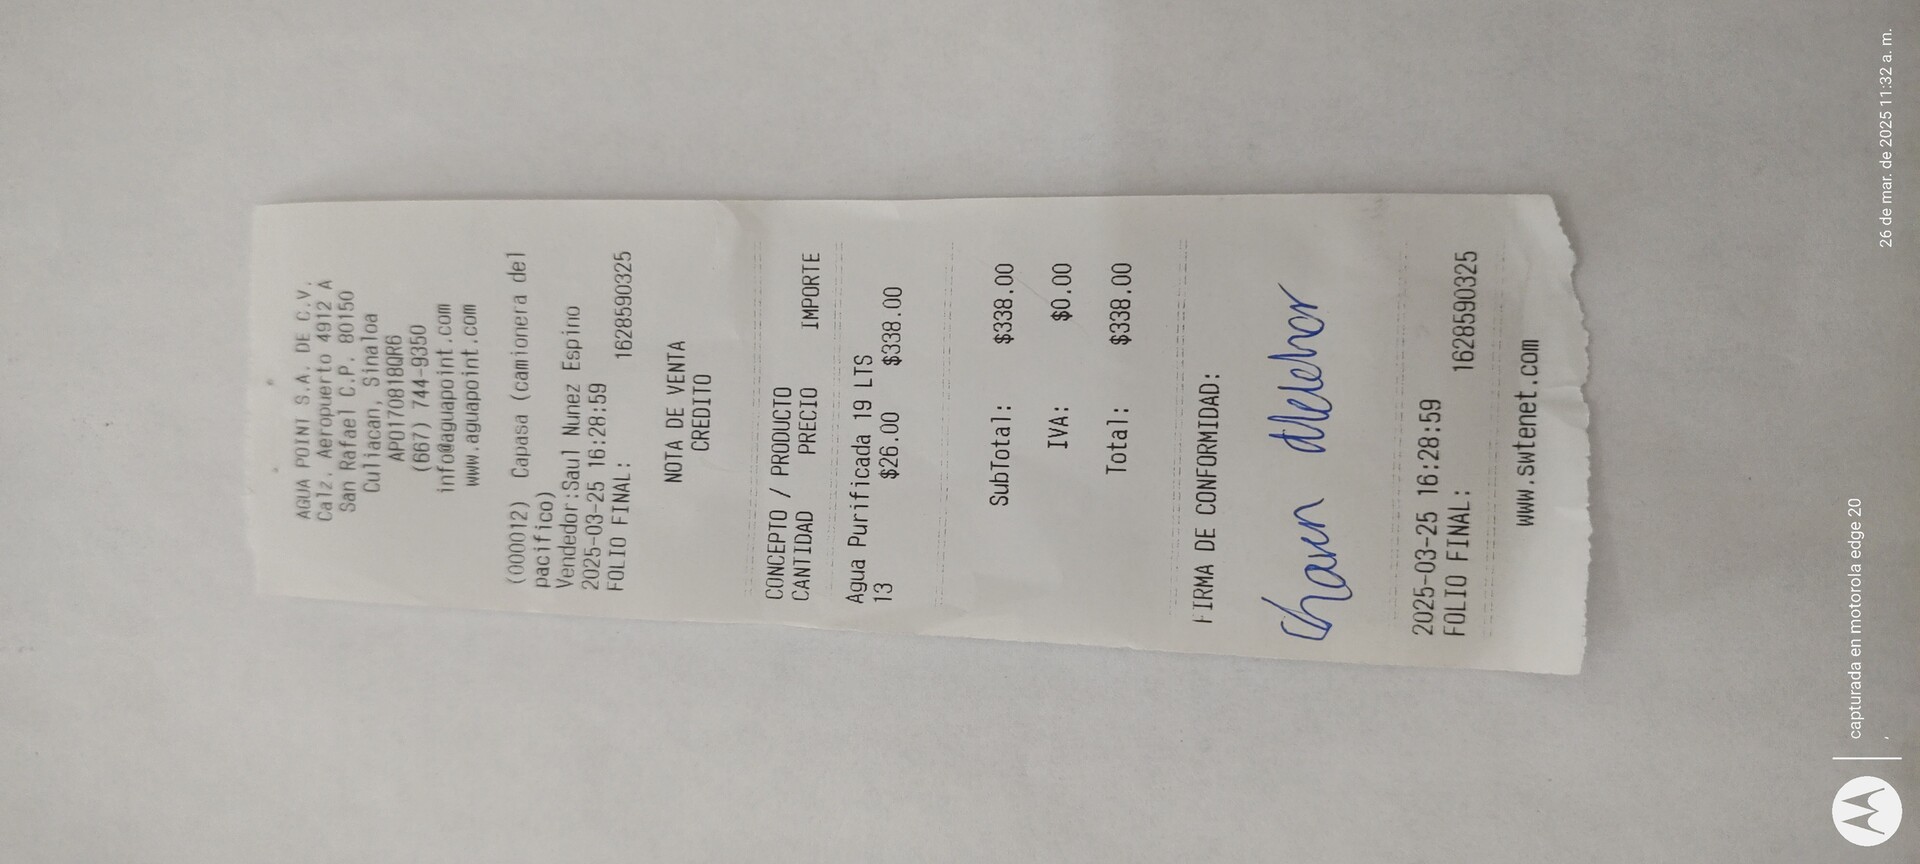 AGUA POINT S.A. DE C.V.
Calz. Aeropuerto 4912 A
San Rafael C.P. 80150
Culiacan, Sinaloa
APO170818QR6
(667) 744-9350
info@aguapoint.com
www.aguapoint.com
(000012) Capasa (camionera del
pacifico)
Vendedor:Saul Nunez Espino
2025-03-25 16:28:59
FOLIO FINAL: 1628590325
NOTA DE VENTA
CREDITO
CONCEPTO / PRODUCTO
CANTIDAD PRECIO IMPORTE
Agua Purificada 19 LTS
13 $26.00 $338.00
SubTotal: $338.00
IVA: $0.00
Total: $338.00
FIRMA DE CONFORMIDAD:
2025-03-25 16:28:59
FOLIO FINAL: 1628590325
www.swtenet.com
capturada en motorola edge 20
26 de mar. de 2025 11:32 a. m.